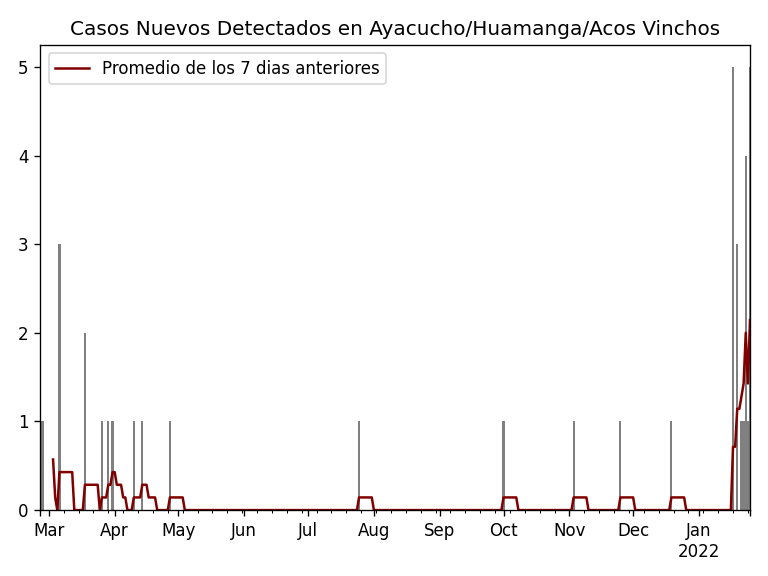 Casos Nuevos Detectados en Ayacucho/Huamanga/Acos Vinchos
Promedio de los 7 dias anteriores
5
4
3
2
1
0
Mar Apr May Jun Jul Aug Sep Oct Nov Dec Jan
2022